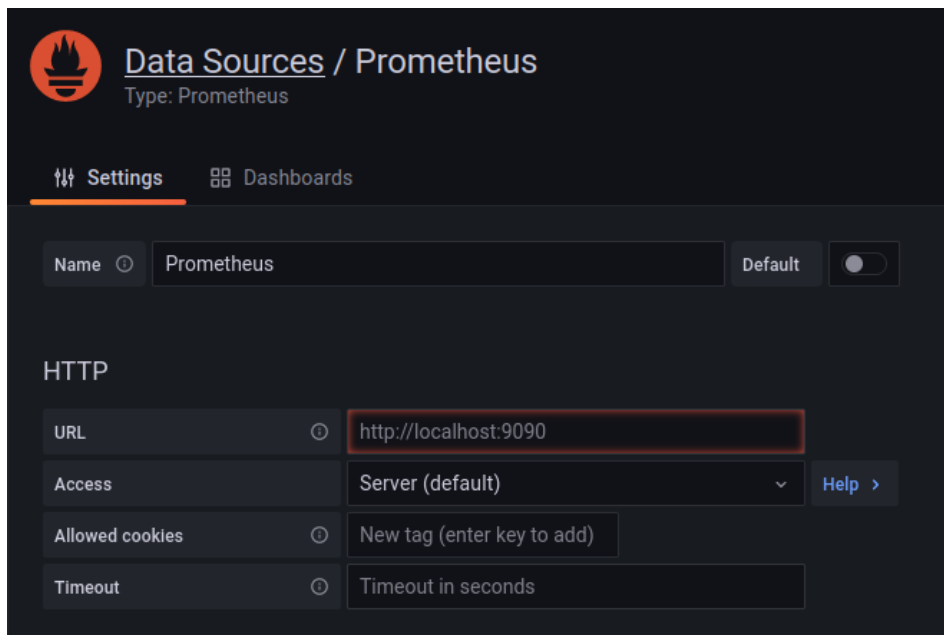 Data Sources / Prometheus
Type: Prometheus
Settings Dashboards
Name Prometheus Default
HTTP
URL http://localhost:9090
Access Server (default) Help >
Allowed cookies New tag (enter key to add)
Timeout Timeout in seconds